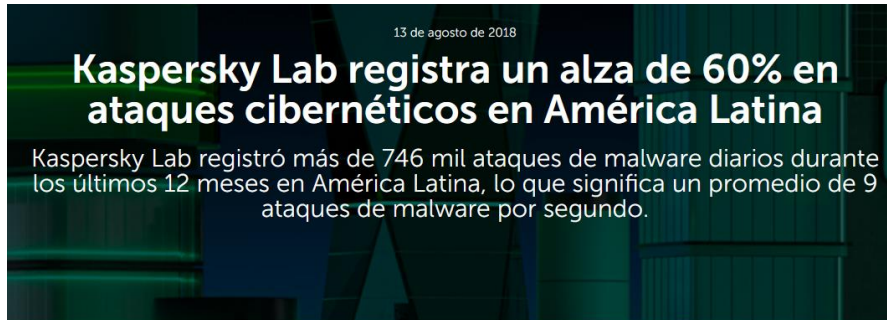 13 de agosto de 2018
Kaspersky Lab registra un alza de 60% en
ataques cibernéticos en América Latina
Kaspersky Lab registró más de 746 mil ataques de malware diarios durante
los últimos 12 meses en América Latina, lo que significa un promedio de 9
ataques de malware por segundo.